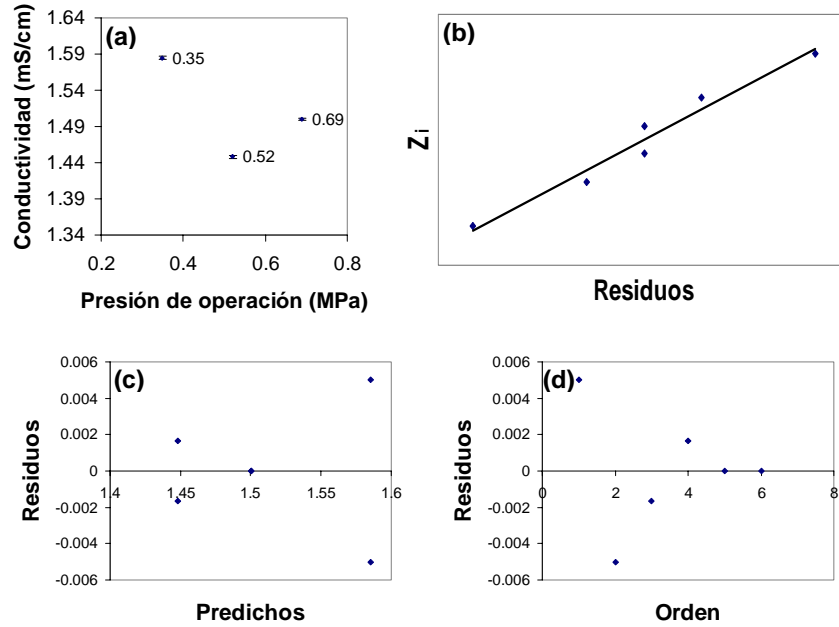 (a)
Conductividad (mS/cm)
1.64
1.59
1.54
1.49
1.44
1.39
1.34
0.35
0.69
0.52
0.2 0.4 0.6 0.8
Presión de operación (MPa)
(b)
Zi
Residuos
(c)
Residuos
0.006
0.004
0.002
0
-0.002
-0.004
-0.006
1.4 1.45 1.5 1.55 1.6
Predichos
(d)
Residuos
0.006
0.004
0.002
0
-0.002
-0.004
-0.006
0 2 4 6 8
Orden